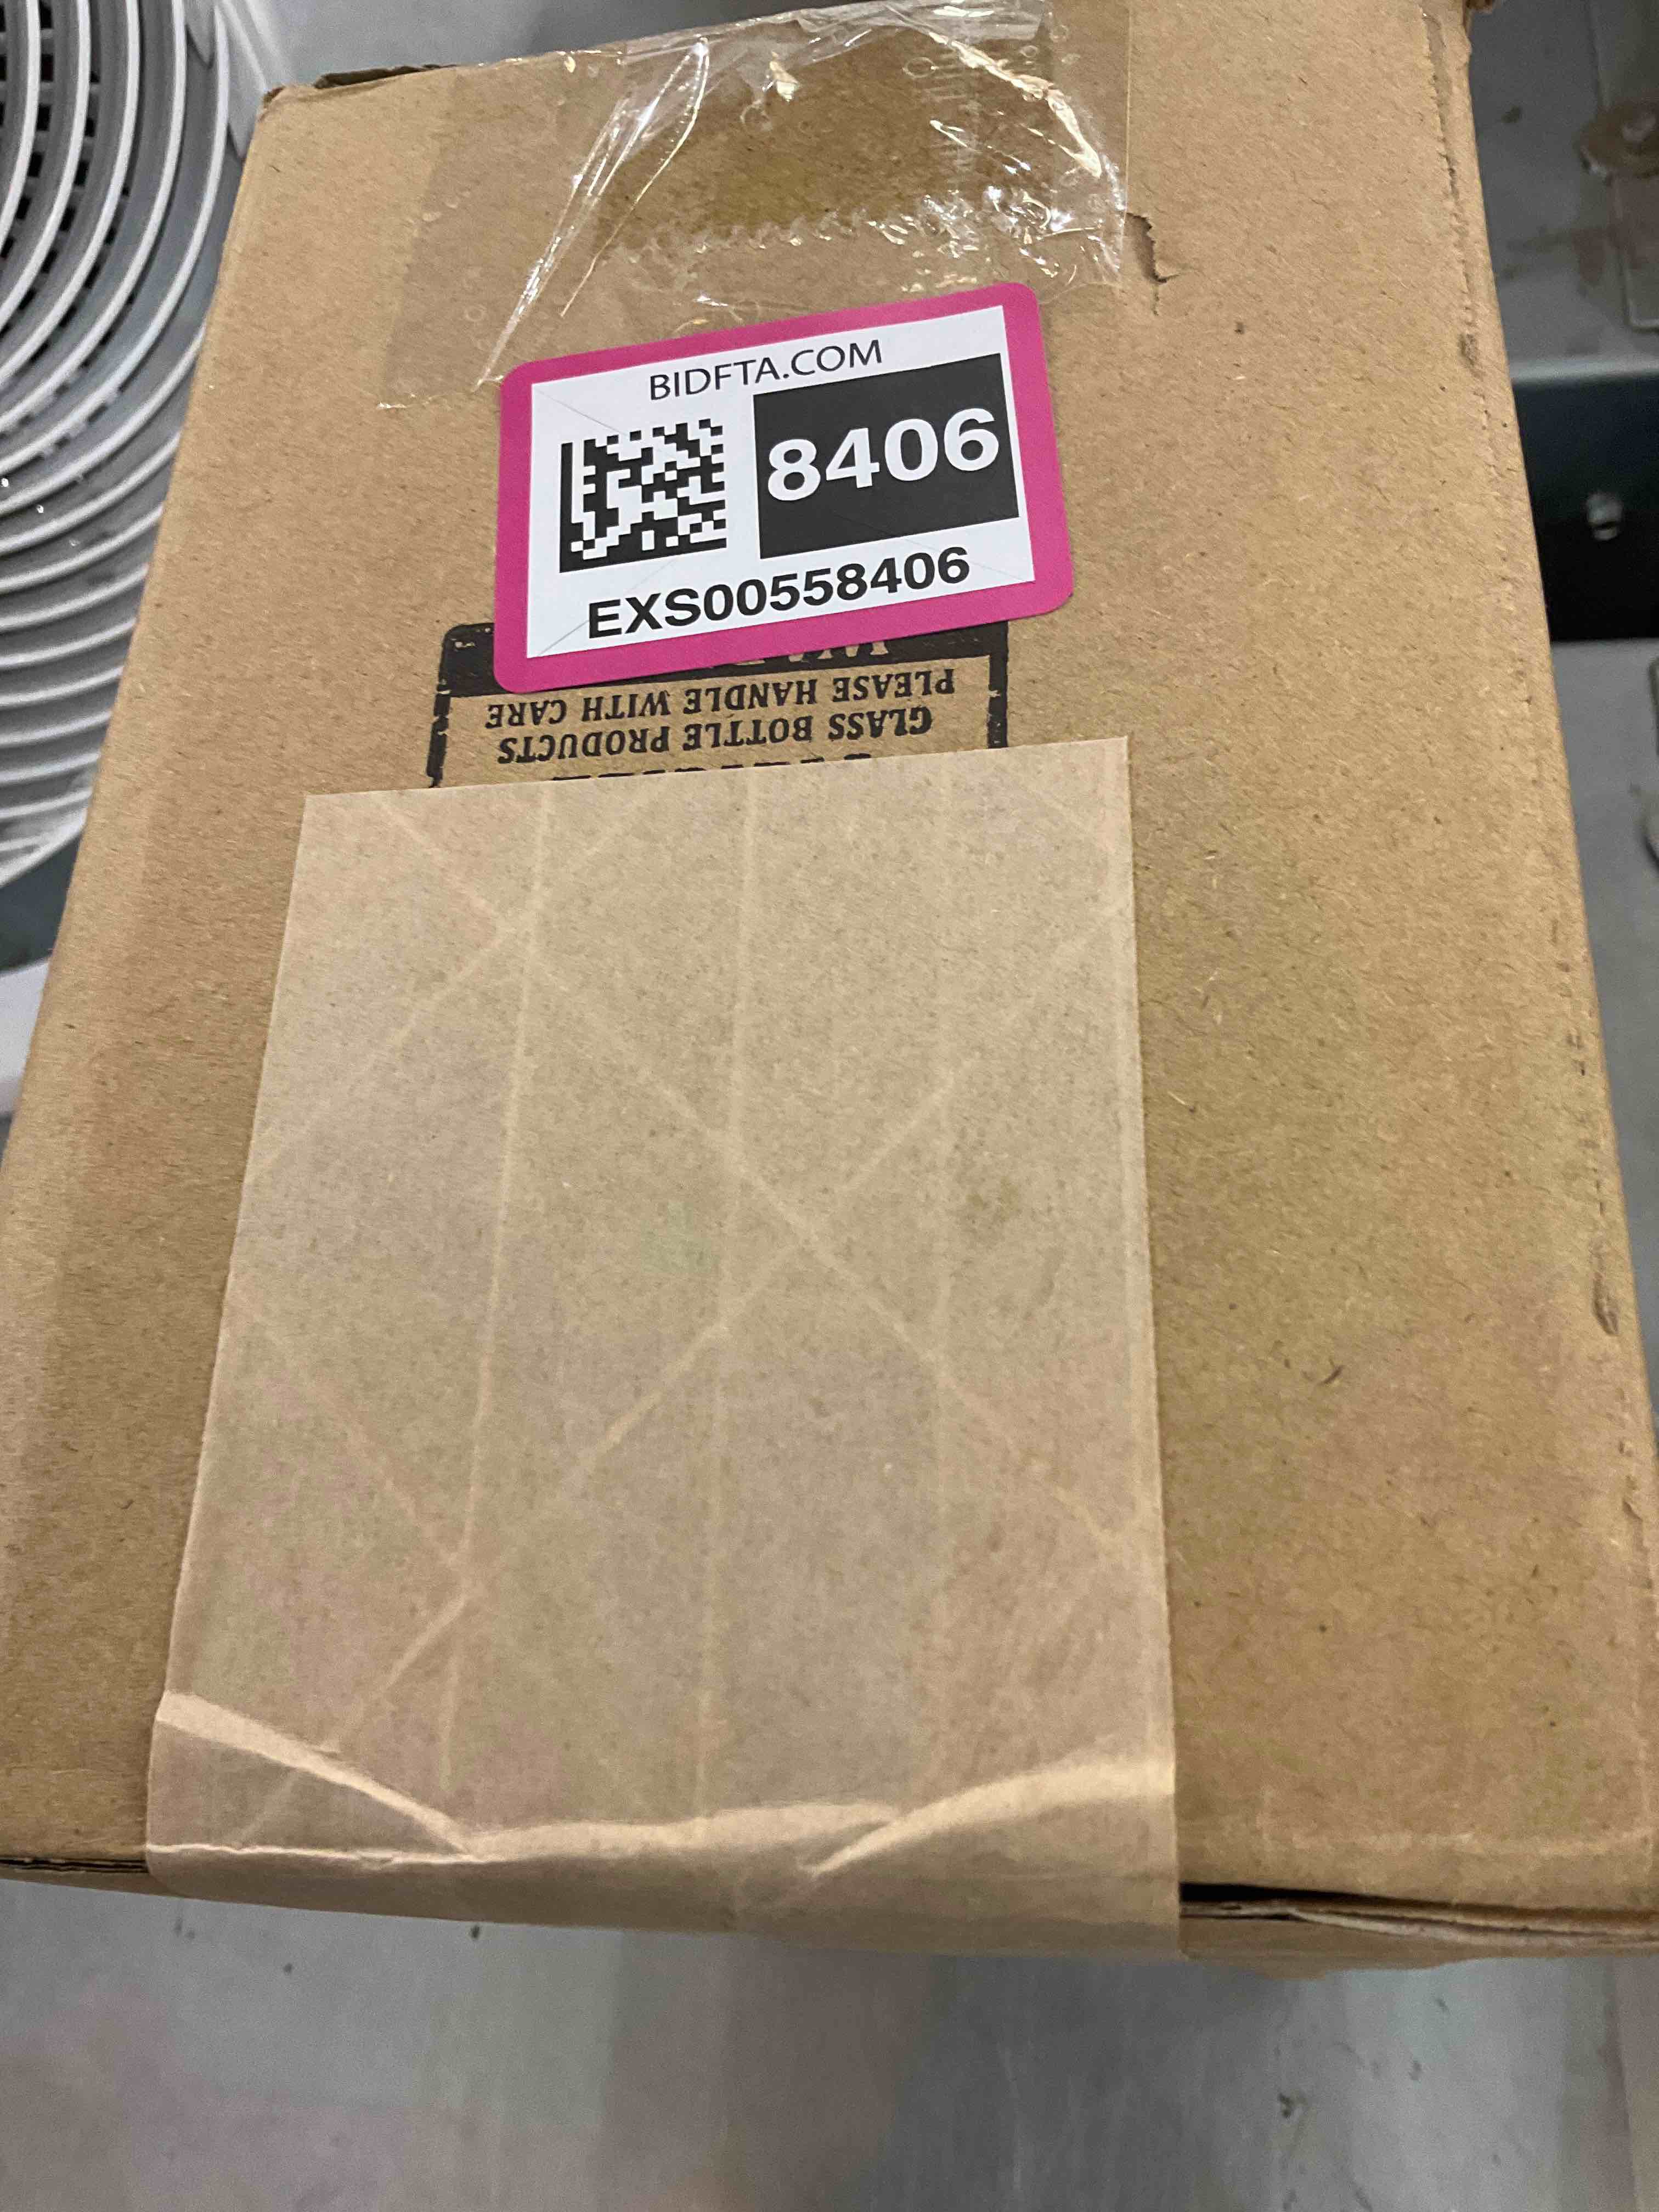 BIDFTA.COM
8406
EXS00558406
GLASS BOTTLE PRODUCTS
PLEASE HANDLE WITH CARE